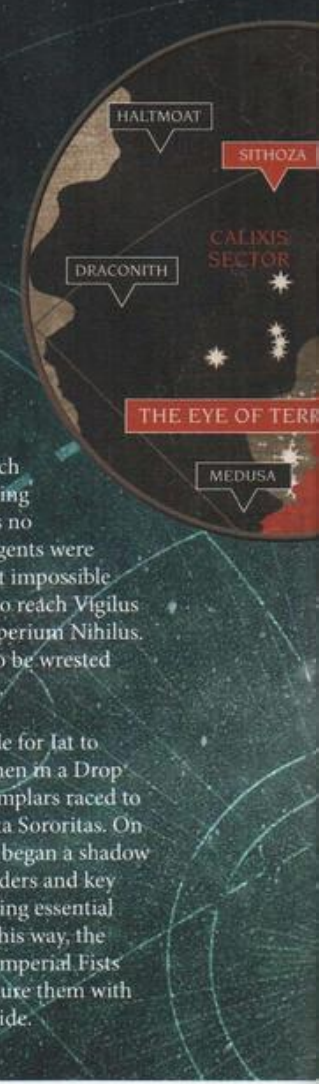 HALTMOAT
SITHOZA
CALIXIS
SECTOR
DRACONITH
THE EYE OF TERR
MEDUSA
ch
ing
s no
gents were
t impossible
o reach Vigilus
perium Nihilus.
o be wrested
le for Iat to
hen in a Drop
mplars raced to
ta Sororitas. On
began a shadow
ders and key
ing essential
his way, the
mperial Fists
ure them with
ide.